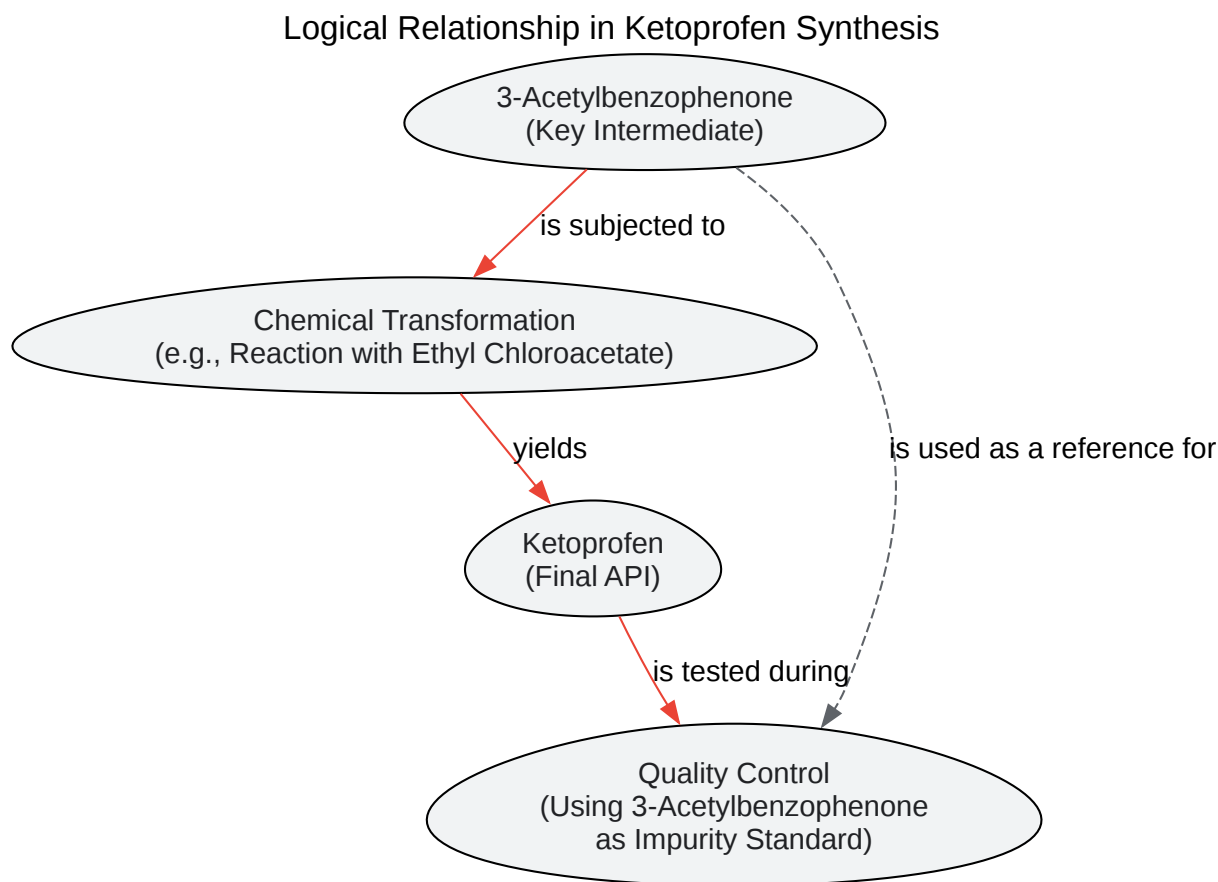 Logical Relationship in Ketoprofen Synthesis
3-Acetylbenzophenone
(Key Intermediate)
is subjected to
Chemical Transformation
(e.g., Reaction with Ethyl Chloroacetate)
yields
is used as a reference for
Ketoprofen
(Final API)
is tested during
Quality Control
(Using 3-Acetylbenzophenone
as Impurity Standard)